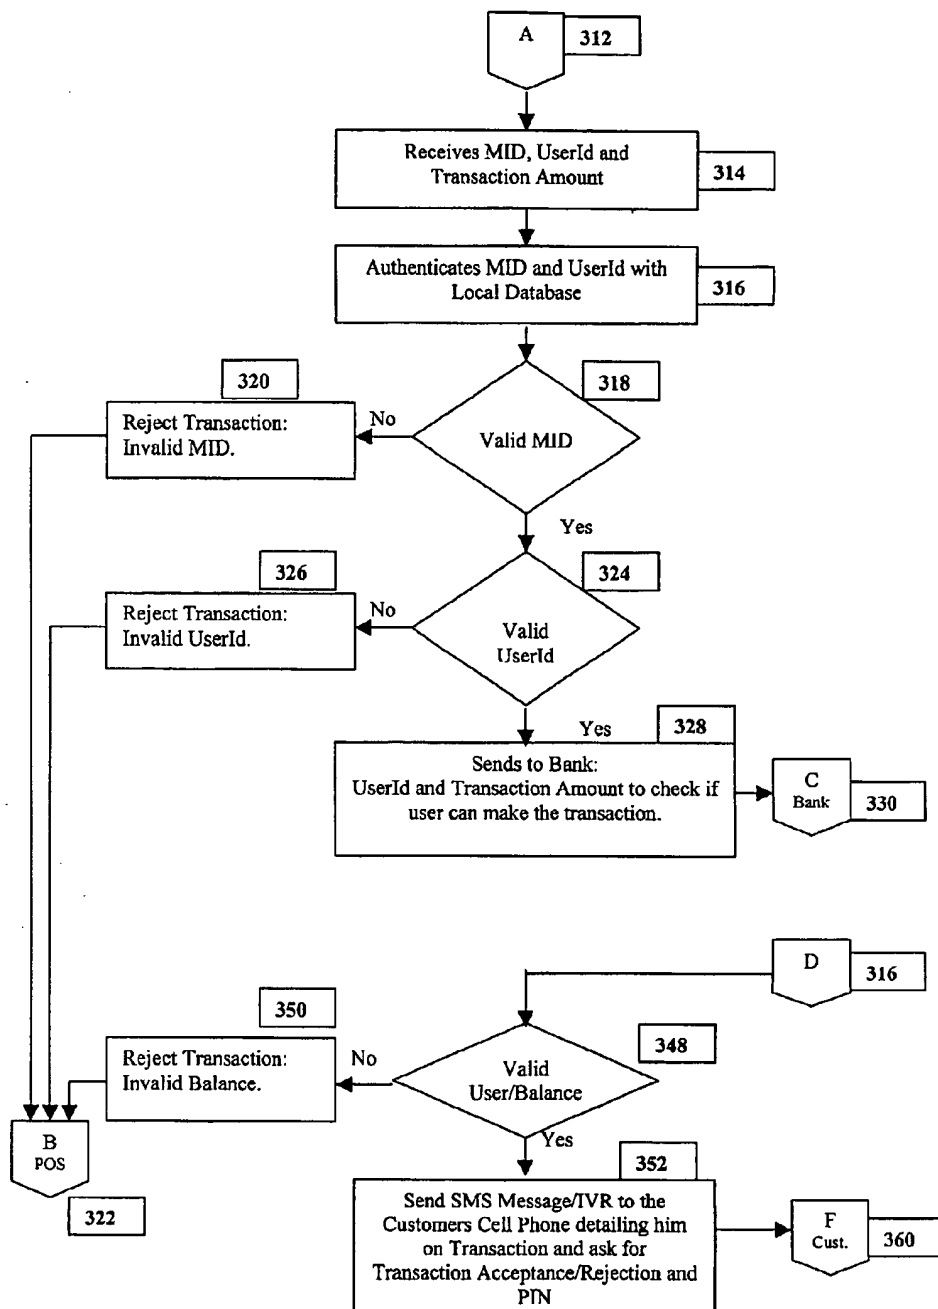 A
312
Receives MID, UserId and
Transaction Amount
314
Authenticates MID and UserId with
Local Database
316
318
Valid MID
No
320
Reject Transaction:
Invalid MID.
Yes
324
Valid
UserId
No
326
Reject Transaction:
Invalid UserId.
Yes
328
Sends to Bank:
UserId and Transaction Amount to check if
user can make the transaction.
C
Bank
330
D
316
348
Valid
User/Balance
No
350
Reject Transaction:
Invalid Balance.
B
POS
322
Yes
352
Send SMS Message/IVR to the
Customers Cell Phone detailing him
on Transaction and ask for
Transaction Acceptance/Rejection and
PIN
F
Cust.
360